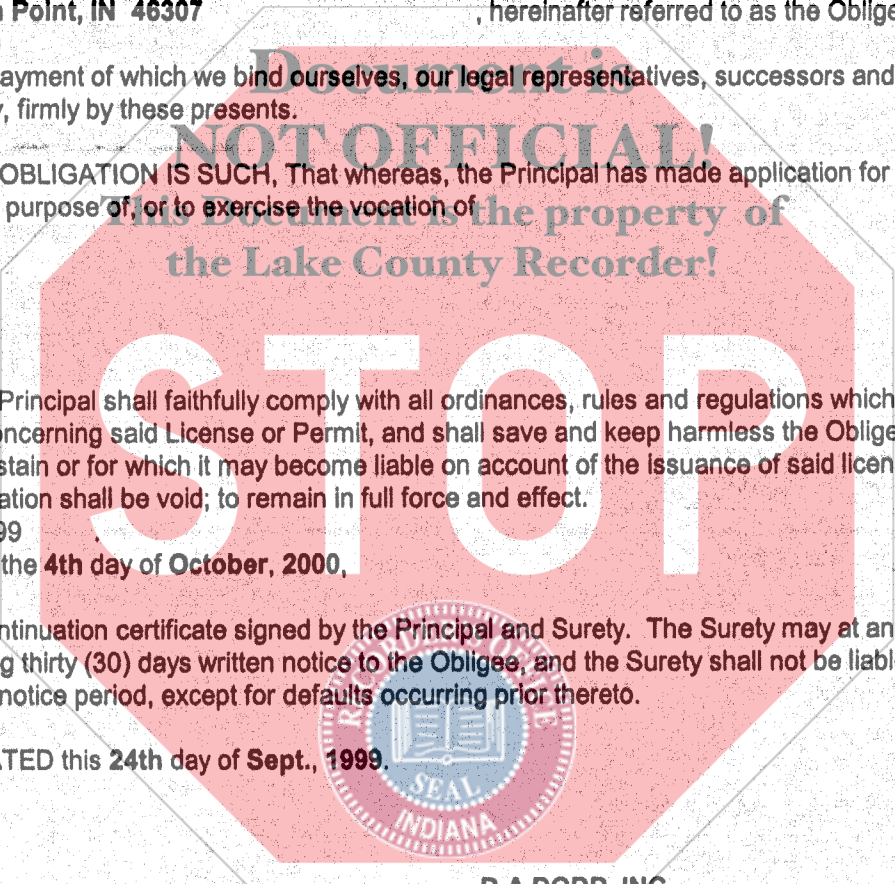 Point, IN 46307 , hereinafter referred to as the Oblige
Document is
ayment of which we bind ourselves, our legal representatives, successors and
, firmly by these presents.
NOT OFFICIAL!
OBLIGATION IS SUCH, That whereas, the Principal has made application for
purpose of, or to exercise the vocation of
This Document is the property of
the Lake County Recorder!
STOP
Principal shall faithfully comply with all ordinances, rules and regulations which
oncerning said License or Permit, and shall save and keep harmless the Oblige
stain or for which it may become liable on account of the issuance of said licen
ation shall be void; to remain in full force and effect.
99
the 4th day of October, 2000,
ntinuation certificate signed by the Principal and Surety. The Surety may at an
g thirty (30) days written notice to the Obligee, and the Surety shall not be liabl
notice period, except for defaults occurring prior thereto.
ATED this 24th day of Sept., 1999.
SEAL
INDIANA